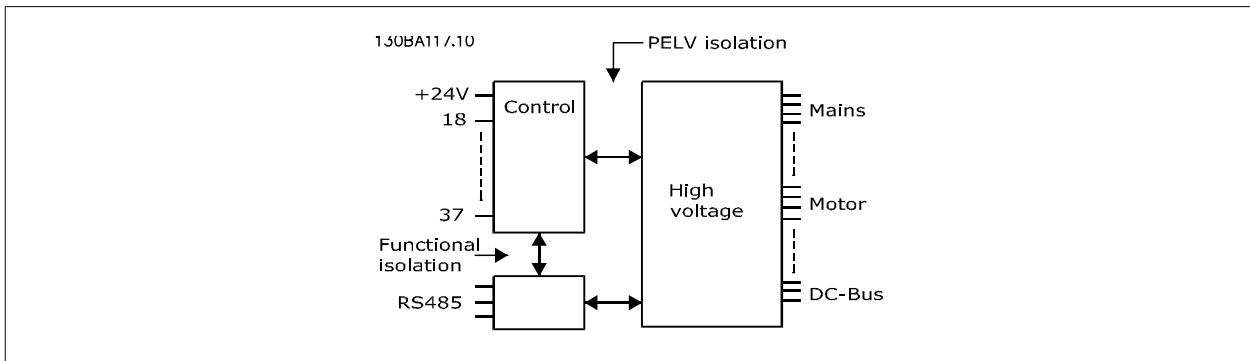 130BA117.10
PELV isolation
+24V
Control
Mains
18
High
voltage
37
Motor
Functional
isolation
RS485
DC-Bus